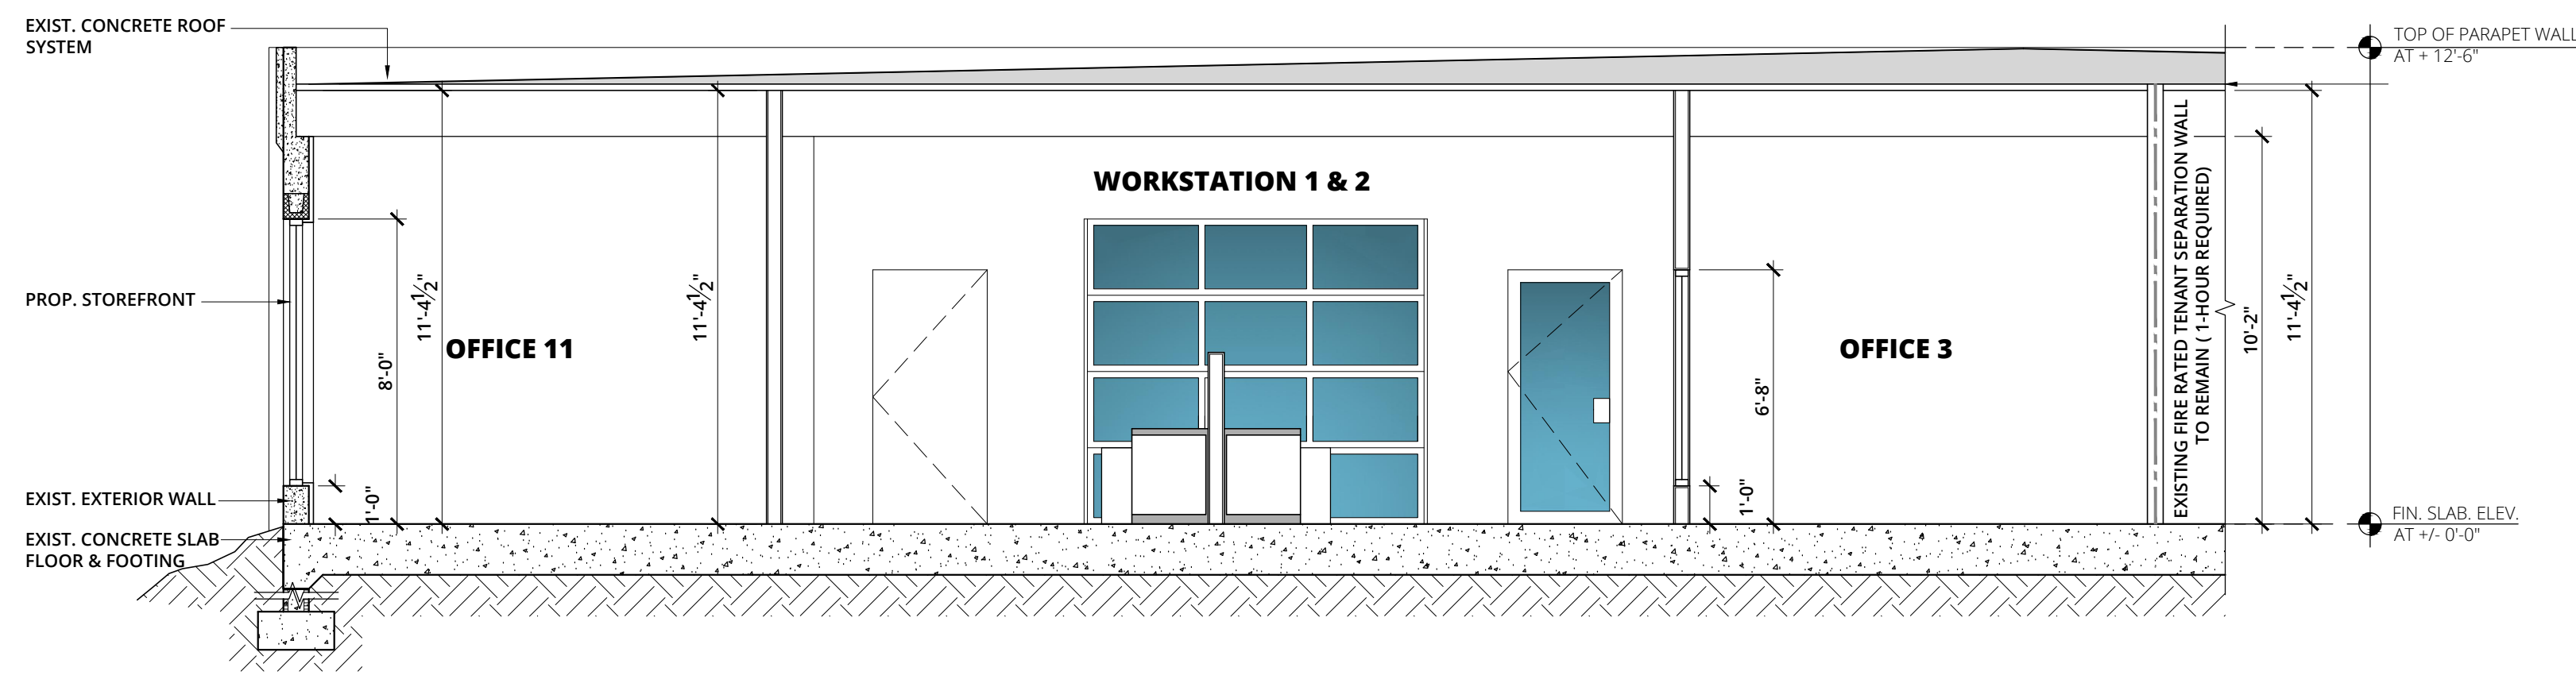 EXIST. CONCRETE ROOF
SYSTEM
TOP OF PARAPET WALL
AT + 12'-6"
WORKSTATION 1 & 2
PROP. STOREFRONT
8'-0"
11'-4½"
OFFICE 11
11'-4½"
6'-8"
OFFICE 3
EXISTING FIRE RATED TENANT SEPARATION WALL
TO REMAIN ( 1-HOUR REQUIRED)
10'-2"
11'-4½"
EXIST. EXTERIOR WALL
1'-0"
1'-0"
EXIST. CONCRETE SLAB
FLOOR & FOOTING
FIN. SLAB. ELEV.
AT +/- 0'-0"